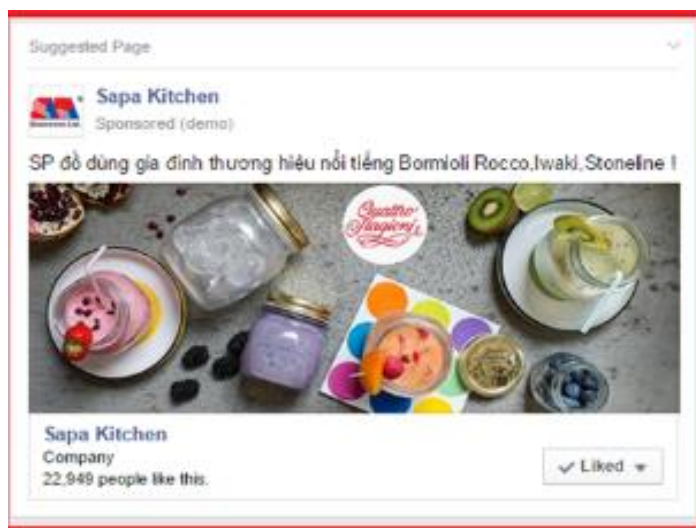 Suggested Page
Sapa Kitchen
Sponsored (demo)
SP đồ dùng gia đình thương hiệu nổi tiếng Bormioli Rocco,Iwaki,Stoneline !
Quattro
Stagioni
Sapa Kitchen
Company
22,949 people like this.
Liked